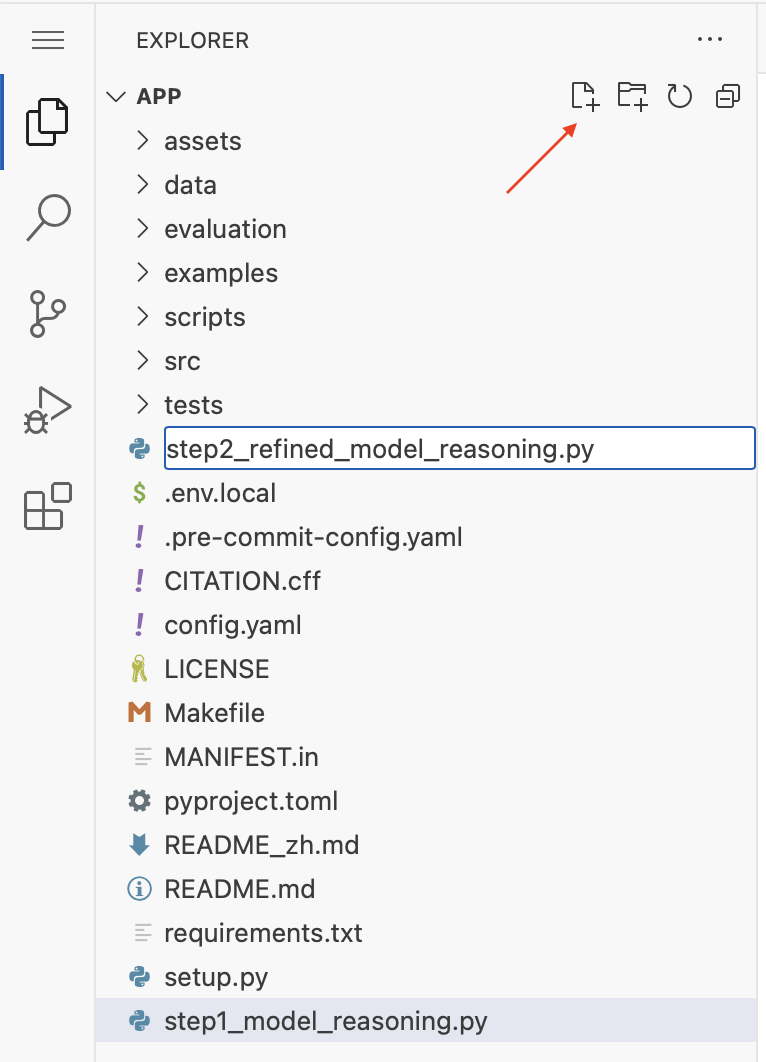 EXPLORER
APP
assets
data
evaluation
examples
scripts
src
tests
step2_refined_model_reasoning.py
$ .env.local
! .pre-commit-config.yaml
! CITATION.cff
! config.yaml
LICENSE
M Makefile
MANIFEST.in
pyproject.toml
README_zh.md
README.md
requirements.txt
setup.py
step1_model_reasoning.py